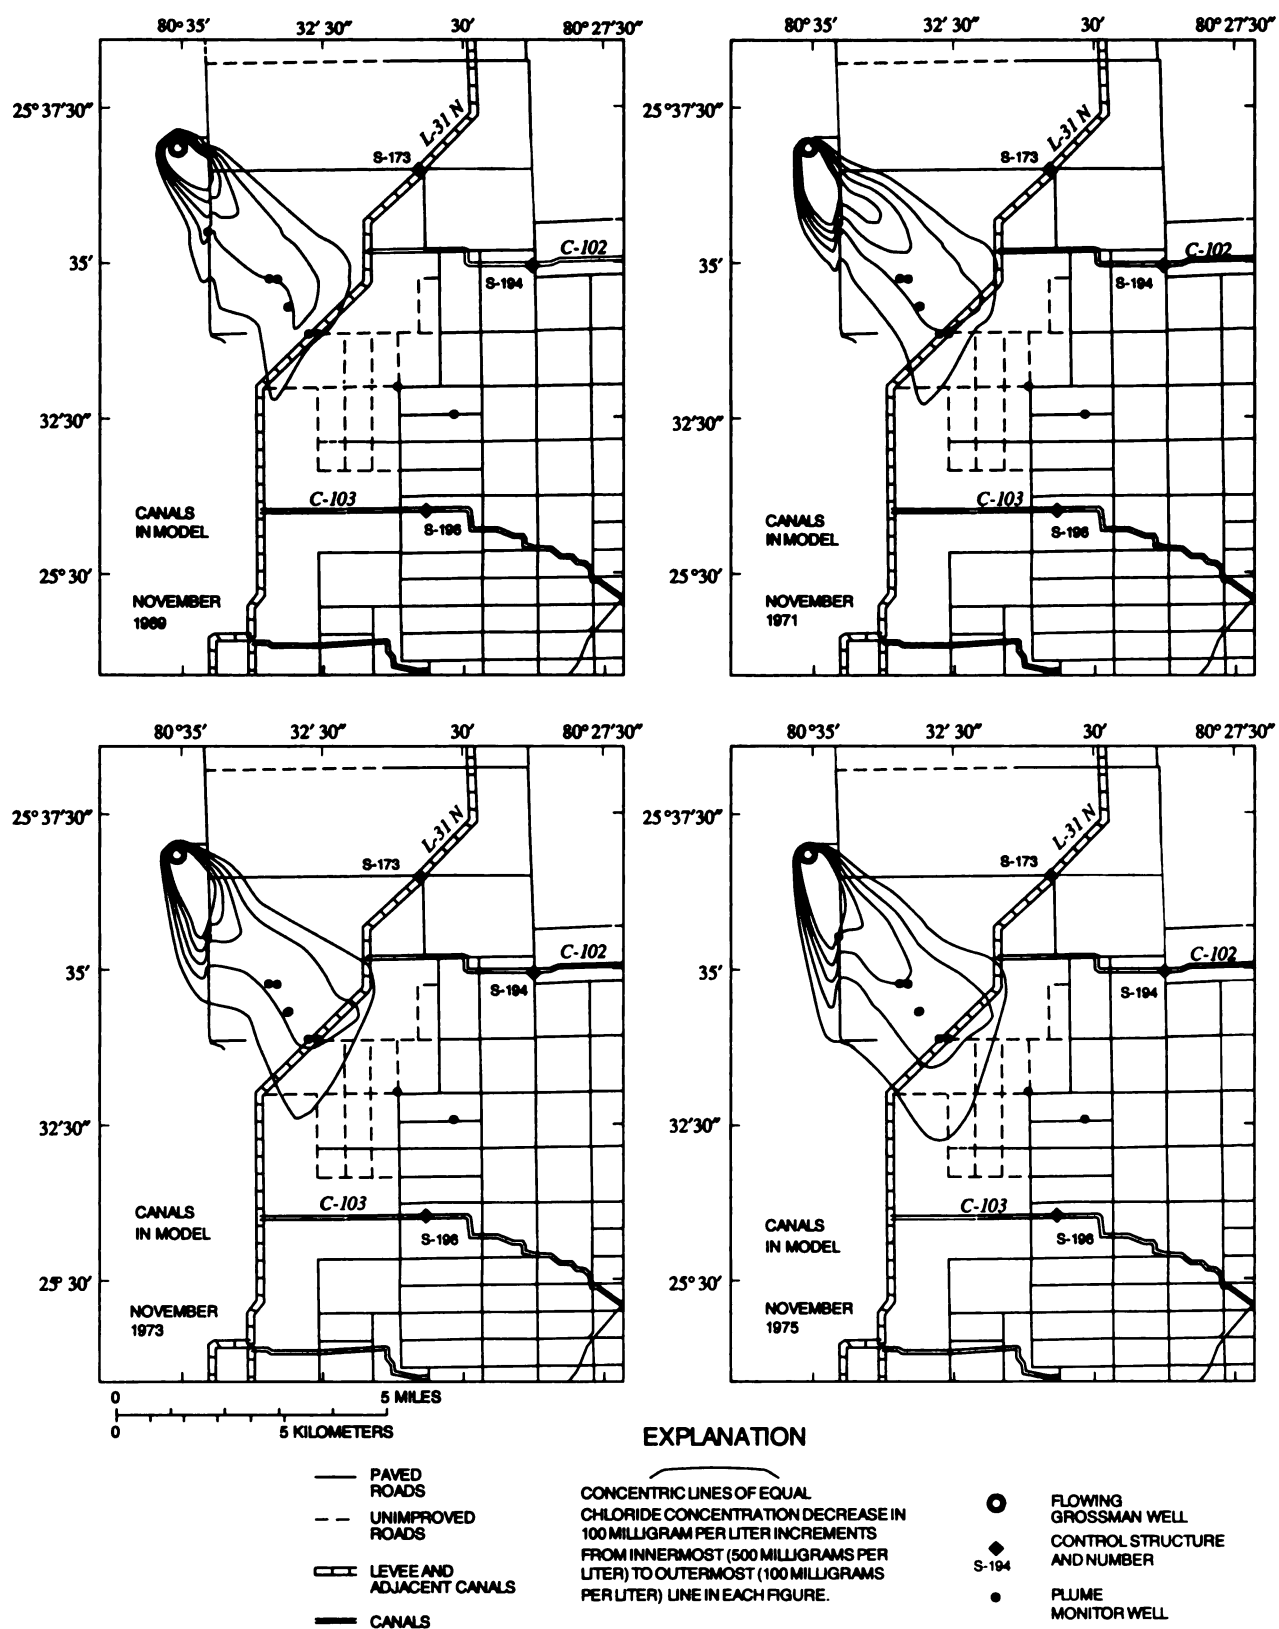 80° 35′ 32′ 30″ 30′ 80° 27′30″
25° 37′30″
L-31 N
S-173
C-102
35′
S-194
32′30″
C-103
CANALS
IN MODEL
S-196
25° 30′
NOVEMBER
1969
80° 35′ 32′ 30″ 30′ 80° 27′30″
25° 37′30″
L-31 N
S-173
C-102
35′
S-194
32′30″
C-103
CANALS
IN MODEL
S-196
25° 30′
NOVEMBER
1971
80° 35′ 32′ 30″ 30′ 80° 27′30″
25° 37′30″
L-31 N
S-173
C-102
35′
S-194
32′30″
C-103
CANALS
IN MODEL
S-196
25° 30′
NOVEMBER
1973
80° 35′ 32′ 30″ 30′ 80° 27′30″
25° 37′30″
L-31 N
S-173
C-102
35′
S-194
32′30″
C-103
CANALS
IN MODEL
S-196
25° 30′
NOVEMBER
1975
0 5 MILES
0 5 KILOMETERS
EXPLANATION
PAVED
ROADS
UNIMPROVED
ROADS
LEVEE AND
ADJACENT CANALS
CANALS
CONCENTRIC LINES OF EQUAL
CHLORIDE CONCENTRATION DECREASE IN
100 MILLIGRAM PER LITER INCREMENTS
FROM INNERMOST (500 MILLIGRAMS PER
LITER) TO OUTERMOST (100 MILLIGRAMS
PER LITER) LINE IN EACH FIGURE.
FLOWING
GROSSMAN WELL
CONTROL STRUCTURE
AND NUMBER
S-194
PLUME
MONITOR WELL